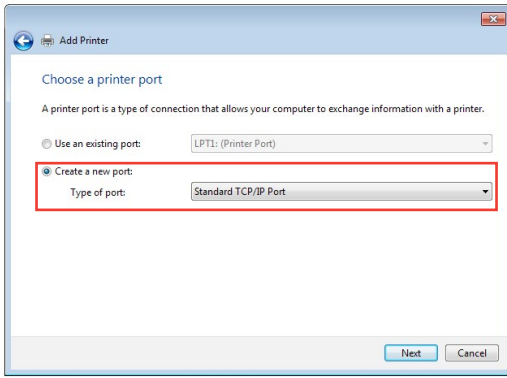 Add Printer
Choose a printer port
A printer port is a type of connection that allows your computer to exchange information with a printer.
Use an existing port: LPT1: (Printer Port)
Create a new port:
Type of port: Standard TCP/IP Port
Next Cancel